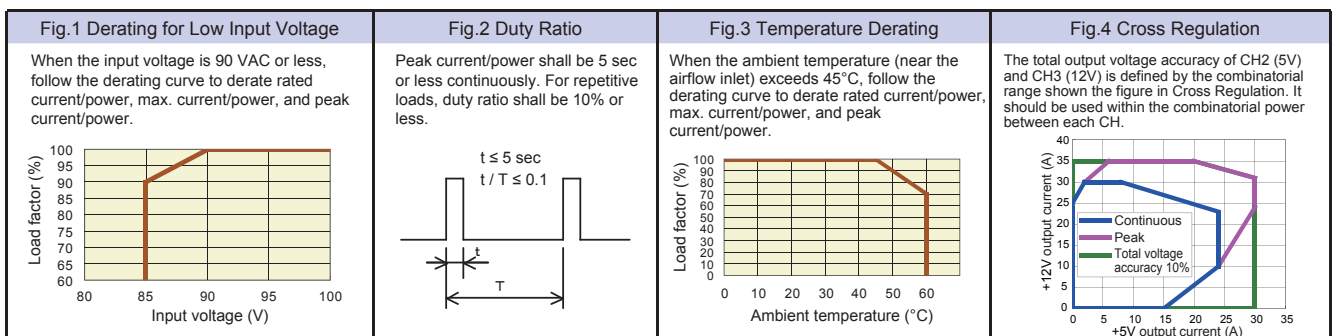 Fig.1 Derating for Low Input Voltage
When the input voltage is 90 VAC or less,
follow the derating curve to derate rated
current/power, max. current/power, and peak
current/power.
Load factor (%)
100
95
90
85
80
75
70
65
60
80 85 90 95 100
Input voltage (V)
Fig.2 Duty Ratio
Peak current/power shall be 5 sec
or less continuously. For repetitive
loads, duty ratio shall be 10% or
less.
t ≤ 5 sec
t / T ≤ 0.1
t
T
Fig.3 Temperature Derating
When the ambient temperature (near the
airflow inlet) exceeds 45°C, follow the
derating curve to derate rated current/power,
max. current/power, and peak
current/power.
Load factor (%)
100
90
80
70
60
50
40
30
20
10
0
0 10 20 30 40 50 60
Ambient temperature (°C)
Fig.4 Cross Regulation
The total output voltage accuracy of CH2 (5V)
and CH3 (12V) is defined by the combinatorial
range shown the figure in Cross Regulation. It
should be used within the combinatorial power
between each CH.
+12V output current (A)
40
35
30
25
20
15
10
5
0
Continuous
Peak
Total voltage
accuracy 10%
0 5 10 15 20 25 30 35
+5V output current (A)